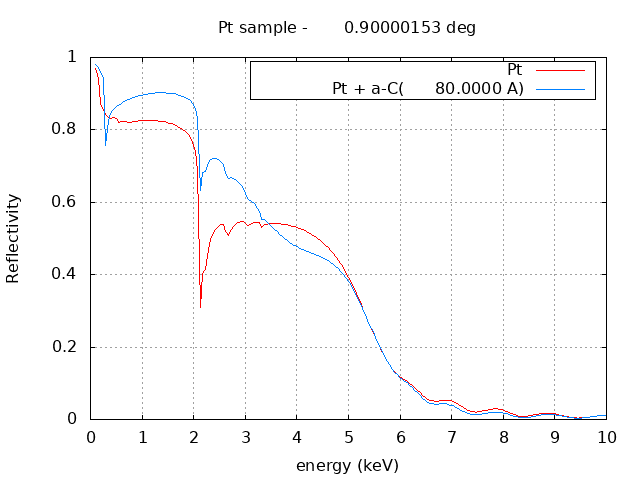 Pt sample -       0.90000153 deg
Pt
Pt + a-C(      80.0000 A)
Reflectivity
1
0.8
0.6
0.4
0.2
0
0 1 2 3 4 5 6 7 8 9 10
energy (keV)